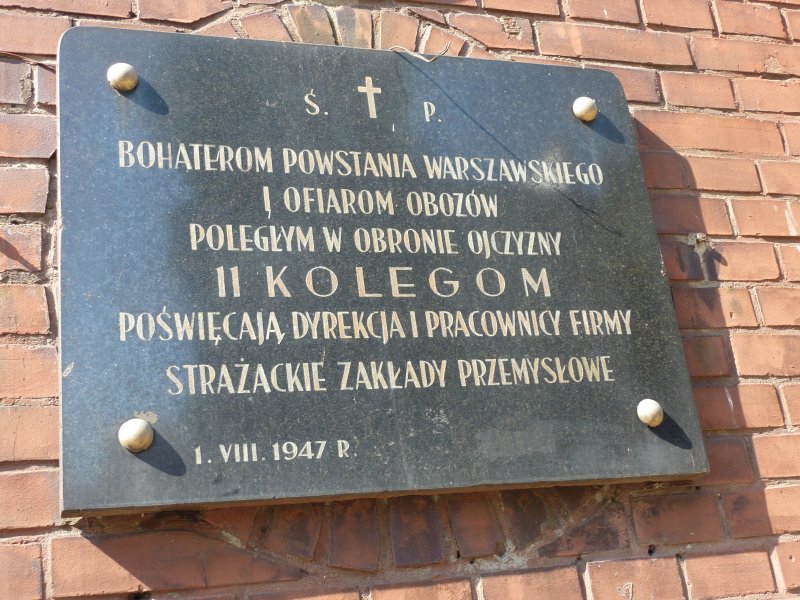 Ś. P.
BOHATEROM POWSTANIA WARSZAWSKIEGO
I OFIAROM OBOZÓW
POLEGŁYM W OBRONIE OJCZYZNY
11 KOLEGOM
POŚWIĘCAJĄ, DYREKCJA I PRACOWNICY FIRMY
STRAŻACKIE ZAKŁADY PRZEMYSŁOWE
1. VIII. 1947 R.